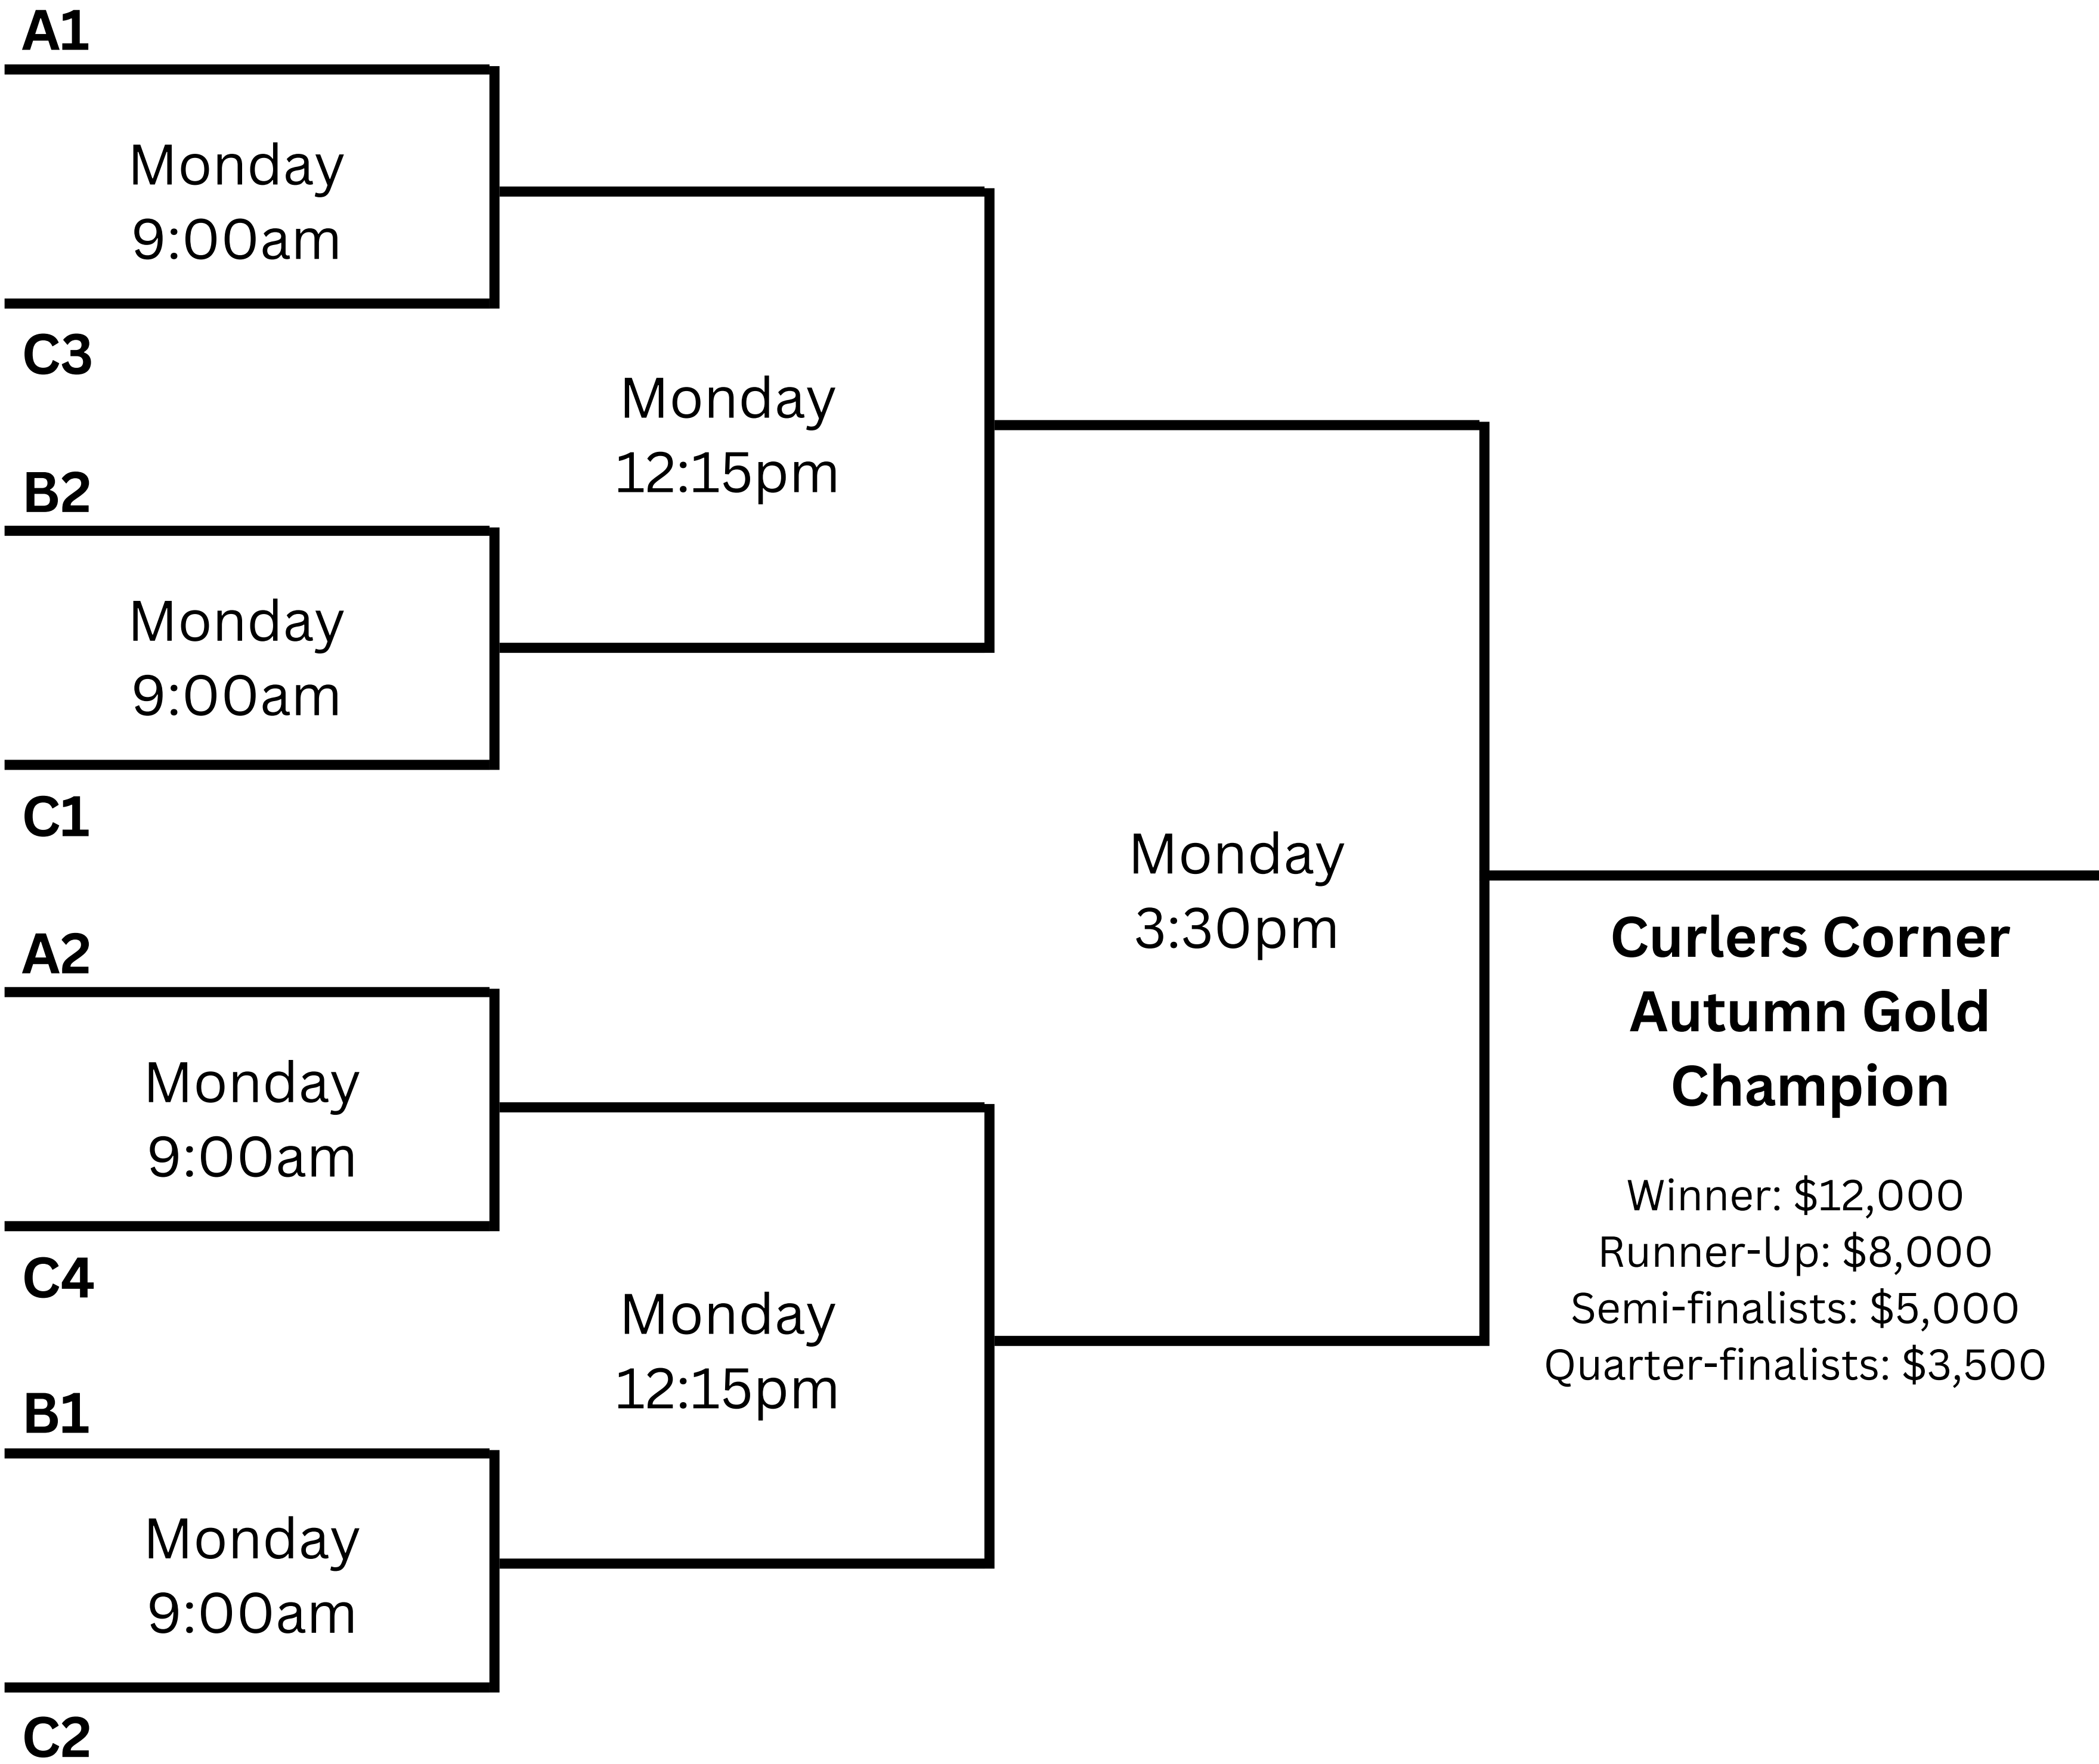 A1
Monday
9:00am
C3
Monday
12:15pm
B2
Monday
9:00am
C1
Monday
3:30pm
Curlers Corner
Autumn Gold
Champion
Winner: $12,000
Runner-Up: $8,000
Semi-finalists: $5,000
Quarter-finalists: $3,500
A2
Monday
9:00am
C4
Monday
12:15pm
B1
Monday
9:00am
C2